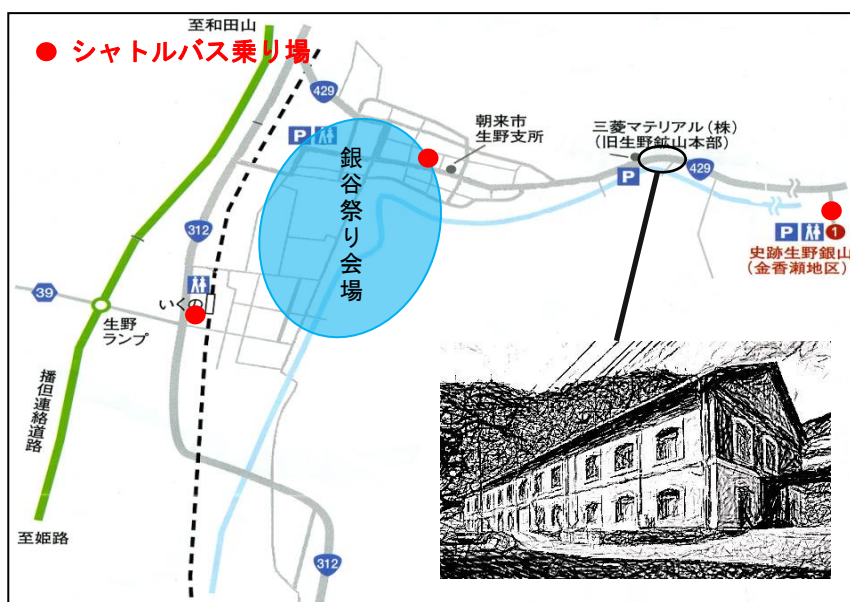 至和田山
● シャトルバス乗り場
429
P
朝来市
生野支所
三菱マテリアル(株)
(旧生野鉱山本部)
429
P
銀谷祭り会場
312
P
1
史跡生野銀山
(金香瀬地区)
39
いくの
生野
ランプ
播但連絡道路
至姫路
312